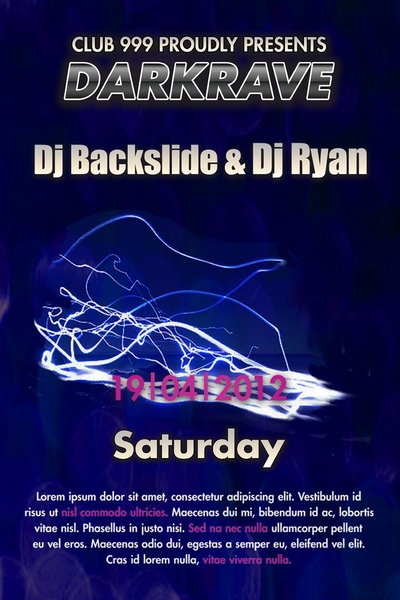 CLUB 999 PROUDLY PRESENTS
DARKRAVE
Dj Backslide & Dj Ryan
19|04|2012
Saturday
Lorem ipsum dolor sit amet, consectetur adipiscing elit. Vestibulum id
risus ut nisl commodo ultricies. Maecenas dui mi, bibendum id ac, lobortis
vitae nisl. Phasellus in justo nisi. Sed na nec nulla ullamcorper pellent
eu vel eros. Maecenas odio dui, egestas a semper eu, eleifend vel elit.
Cras id lorem nulla, vitae viverra nulla.